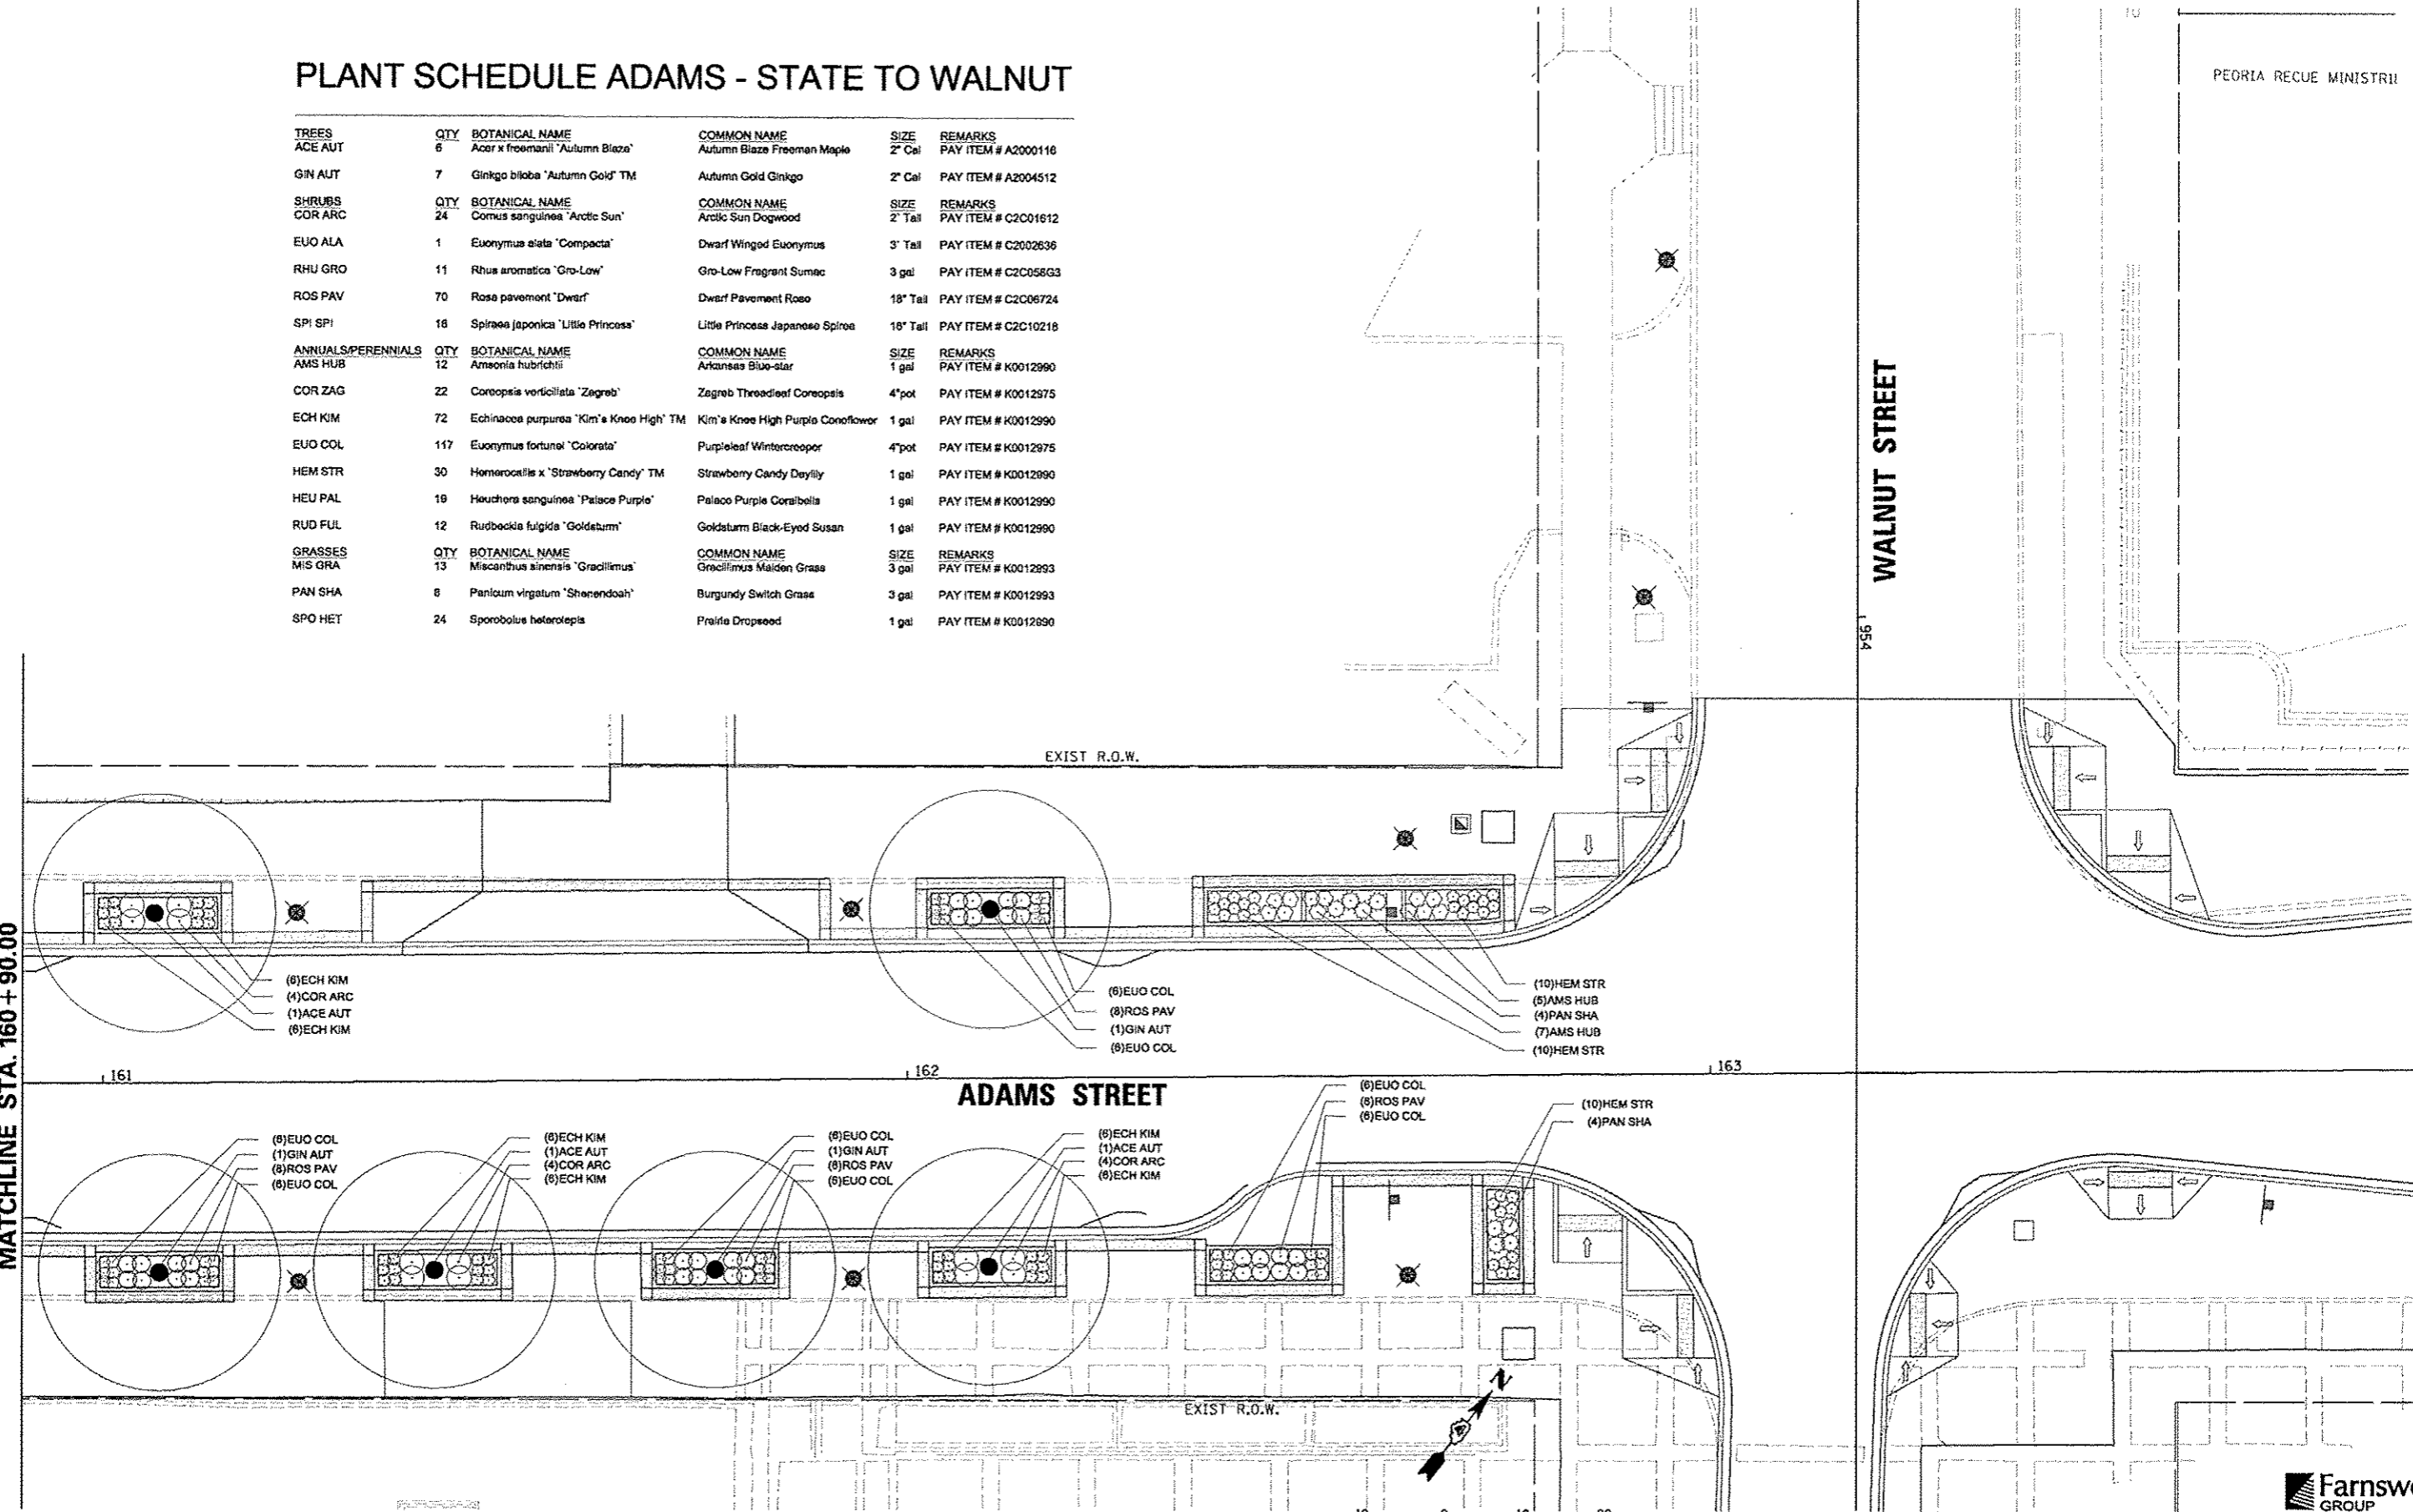 PLANT SCHEDULE ADAMS - STATE TO WALNUT
TREES QTY BOTANICAL NAME COMMON NAME SIZE REMARKS
ACE AUT 6 Acer x freemanii `Autumn Blaze` Autumn Blaze Freeman Maple 2" Cal PAY ITEM # A2000116
GIN AUT 7 Ginkgo biloba `Autumn Gold` TM Autumn Gold Ginkgo 2" Cal PAY ITEM # A2004512
SHRUBS QTY BOTANICAL NAME COMMON NAME SIZE REMARKS
COR ARC 24 Cornus sanguinea `Arctic Sun` Arctic Sun Dogwood 2` Tall PAY ITEM # C2C01612
EUO ALA 1 Euonymus alata `Compacta` Dwarf Winged Euonymus 3` Tall PAY ITEM # C2002636
RHU GRO 11 Rhus aromatica `Gro-Low` Gro-Low Fragrant Sumac 3 gal PAY ITEM # C2C058G3
ROS PAV 70 Rosa pavement `Dwarf` Dwarf Pavement Rose 18" Tall PAY ITEM # C2C06724
SPI SPI 16 Spiraea japonica `Little Princess` Little Princess Japanese Spirea 18" Tall PAY ITEM # C2C10218
ANNUALS/PERENNIALS QTY BOTANICAL NAME COMMON NAME SIZE REMARKS
AMS HUB 12 Amsonia hubrichtii Arkansas Blue-star 1 gal PAY ITEM # K0012990
COR ZAG 22 Coreopsis verticillata `Zagreb` Zagreb Threadleaf Coreopsis 4"pot PAY ITEM # K0012975
ECH KIM 72 Echinacea purpurea `Kim`s Knee High` TM Kim`s Knee High Purple Coneflower 1 gal PAY ITEM # K0012990
EUO COL 117 Euonymus fortunei `Colorata` Purpleleaf Wintercreeper 4"pot PAY ITEM # K0012975
HEM STR 30 Hemerocallis x `Strawberry Candy` TM Strawberry Candy Daylily 1 gal PAY ITEM # K0012990
HEU PAL 19 Heuchera sanguinea `Palace Purple` Palace Purple Coralbells 1 gal PAY ITEM # K0012990
RUD FUL 12 Rudbeckia fulgida `Goldsturm` Goldsturm Black-Eyed Susan 1 gal PAY ITEM # K0012990
GRASSES QTY BOTANICAL NAME COMMON NAME SIZE REMARKS
MIS GRA 13 Miscanthus sinensis `Gracillimus` Gracillimus Maiden Grass 3 gal PAY ITEM # K0012993
PAN SHA 8 Panicum virgatum `Shenendoah` Burgundy Switch Grass 3 gal PAY ITEM # K0012993
SPO HET 24 Sporobolus heterolepis Prairie Dropseed 1 gal PAY ITEM # K0012990
PEORIA RECUE MINISTRII
WALNUT STREET
954
EXIST R.O.W.
MATCHLINE STA. 160+90.00
(6)ECH KIM
(4)COR ARC
(1)ACE AUT
(6)ECH KIM
(6)EUO COL
(8)ROS PAV
(1)GIN AUT
(6)EUO COL
(10)HEM STR
(5)AMS HUB
(4)PAN SHA
(7)AMS HUB
(10)HEM STR
161
162
163
ADAMS STREET
(6)EUO COL
(1)GIN AUT
(8)ROS PAV
(6)EUO COL
(6)ECH KIM
(1)ACE AUT
(4)COR ARC
(6)ECH KIM
(6)EUO COL
(1)GIN AUT
(8)ROS PAV
(6)EUO COL
(6)ECH KIM
(1)ACE AUT
(4)COR ARC
(6)ECH KIM
(6)EUO COL
(8)ROS PAV
(6)EUO COL
(10)HEM STR
(4)PAN SHA
EXIST R.O.W.
N
GROUP